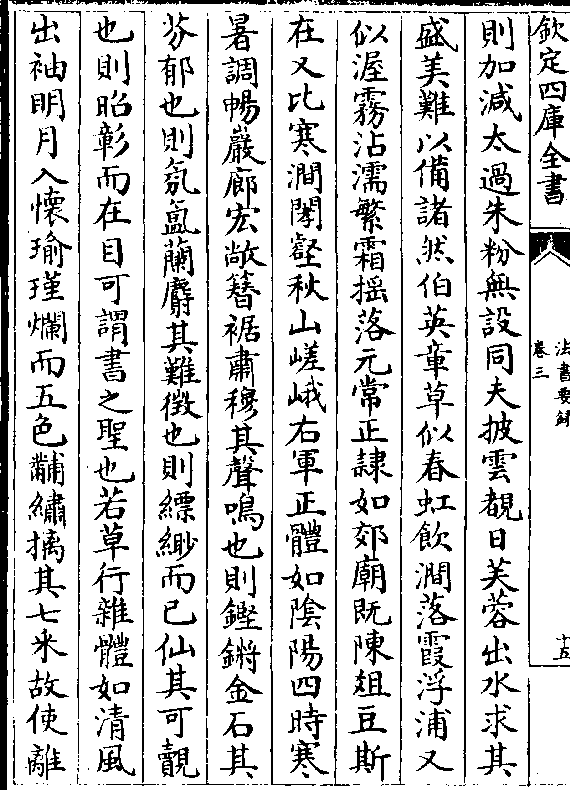 欽定四庫全書
法書要録
卷三
十五
則加減太過朱粉無設同夫披雲覩日芙蓉出水求其
盛美難以備諸然伯英章草似春虹飲澗落霞浮浦又
似渥霧沾濡繁霜揺落元常正隷如郊廟既陳爼豆斯
在又比寒澗閣壑秋山嵯峨右軍正體如陰陽四時寒
暑調暢巖廊宏敞簪裾肅穆其聲鳴也則鏗鏘金石其
芬郁也則氛氲蘭麝其難徴也則縹緲而已仙其可覿
也則昭彰而在目可謂書之聖也若草行雜體如清風
出袖明月入懐瑜瑾爛而五色黼繡摛其七采故使離